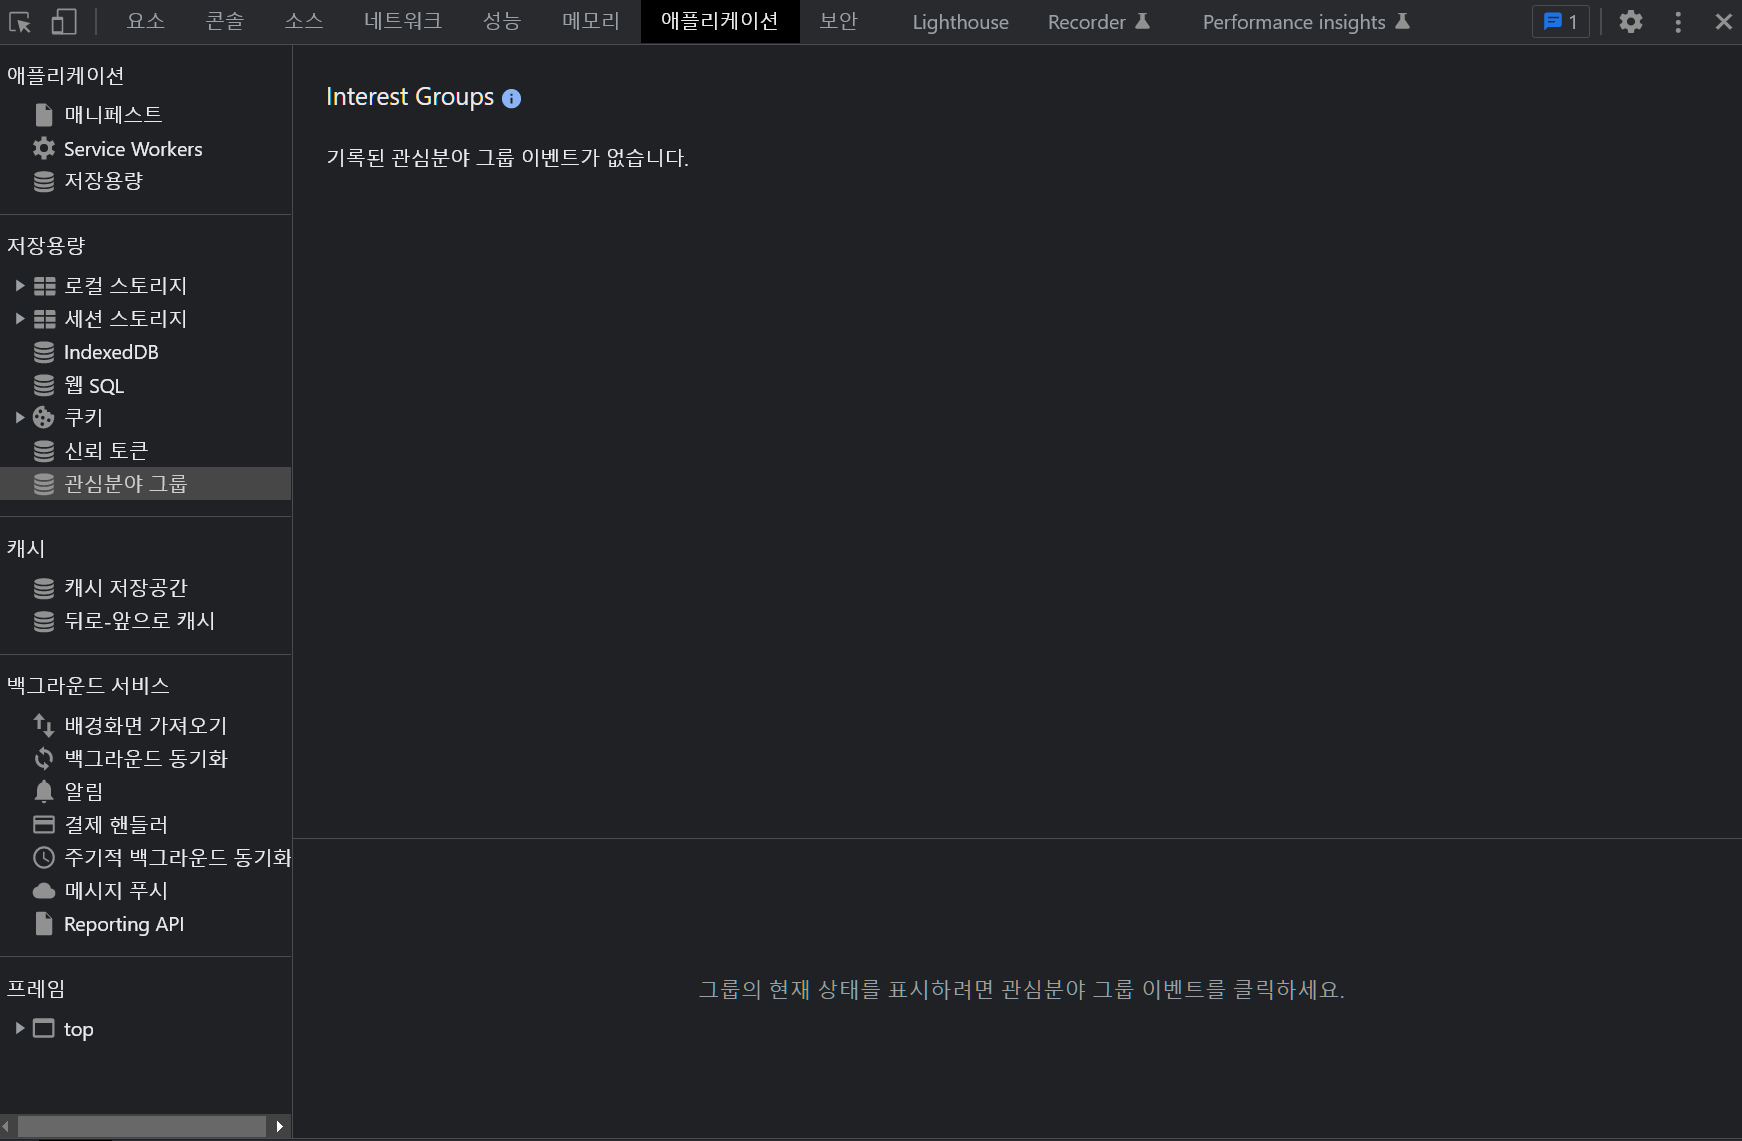 요소 콘솔 소스 네트워크 성능 메모리 애플리케이션 보안 Lighthouse Recorder Performance insights 1
애플리케이션
매니페스트
Service Workers
저장용량
저장용량
로컬 스토리지
세션 스토리지
IndexedDB
웹 SQL
쿠키
신뢰 토큰
관심분야 그룹
캐시
캐시 저장공간
뒤로-앞으로 캐시
백그라운드 서비스
배경화면 가져오기
백그라운드 동기화
알림
결제 핸들러
주기적 백그라운드 동기화
메시지 푸시
Reporting API
프레임
top
Interest Groups
기록된 관심분야 그룹 이벤트가 없습니다.
그룹의 현재 상태를 표시하려면 관심분야 그룹 이벤트를 클릭하세요.